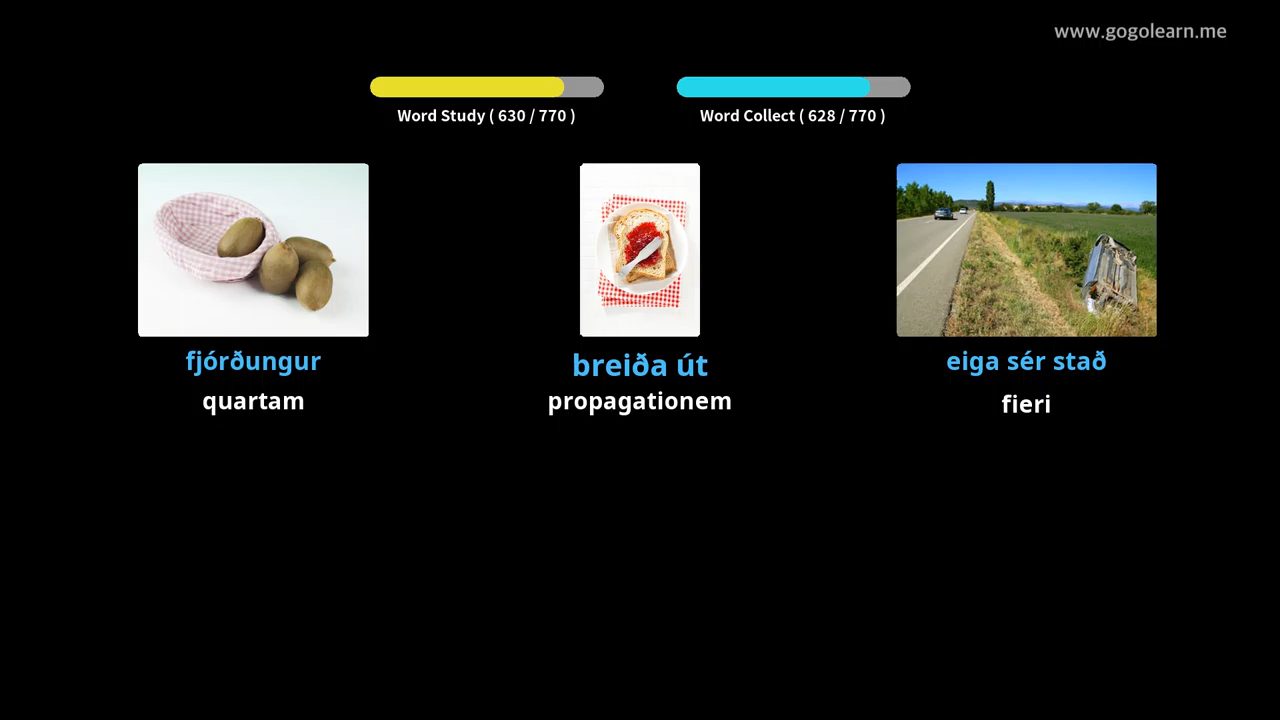 www.gogolearn.me
Word Study ( 630 / 770 )
Word Collect ( 628 / 770 )
fjórðungur
quartam
breiða út
propagationem
eiga sér stað
fieri